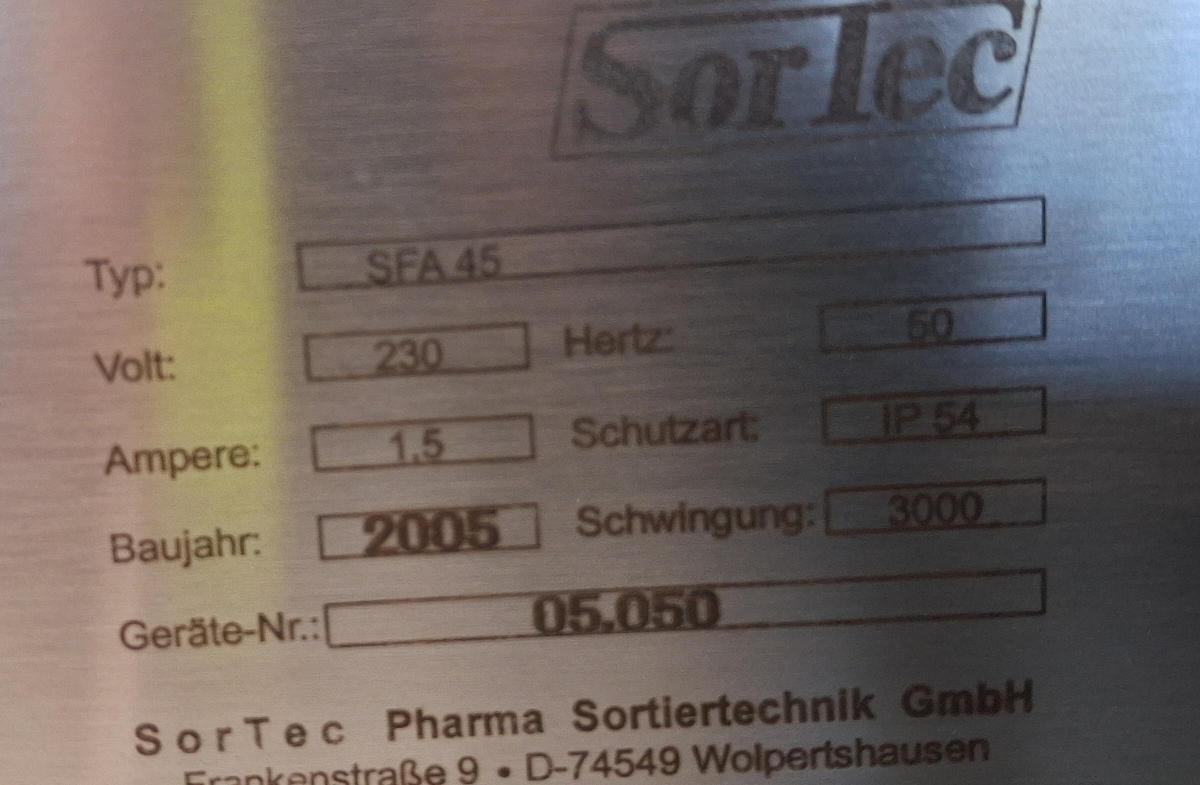 SorTec
Typ: SFA 45
Volt: 230 Hertz: 50
Ampere: 1,5 Schutzart: IP 54
Baujahr: 2005 Schwingung: 3000
Geräte-Nr.: 05.050
SorTec Pharma Sortiertechnik GmbH
Frankenstraße 9 • D-74549 Wolpertshausen